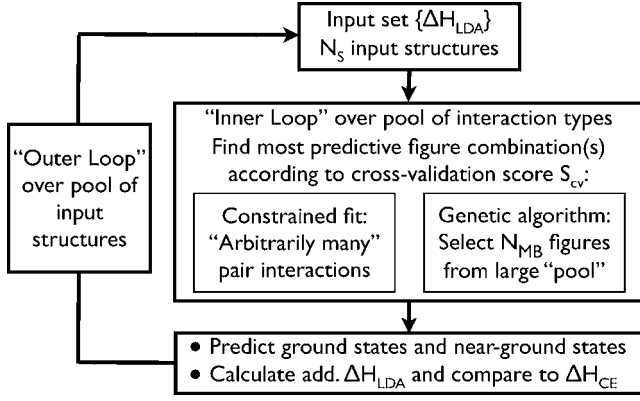 Input set {ΔH_LDA}
N_S input structures
"Outer Loop"
over pool of
input
structures
"Inner Loop" over pool of interaction types
Find most predictive figure combination(s)
according to cross-validation score S_cv:
Constrained fit:
"Arbitrarily many"
pair interactions
Genetic algorithm:
Select N_MB figures
from large "pool"
• Predict ground states and near-ground states
• Calculate add. ΔH_LDA and compare to ΔH_CE